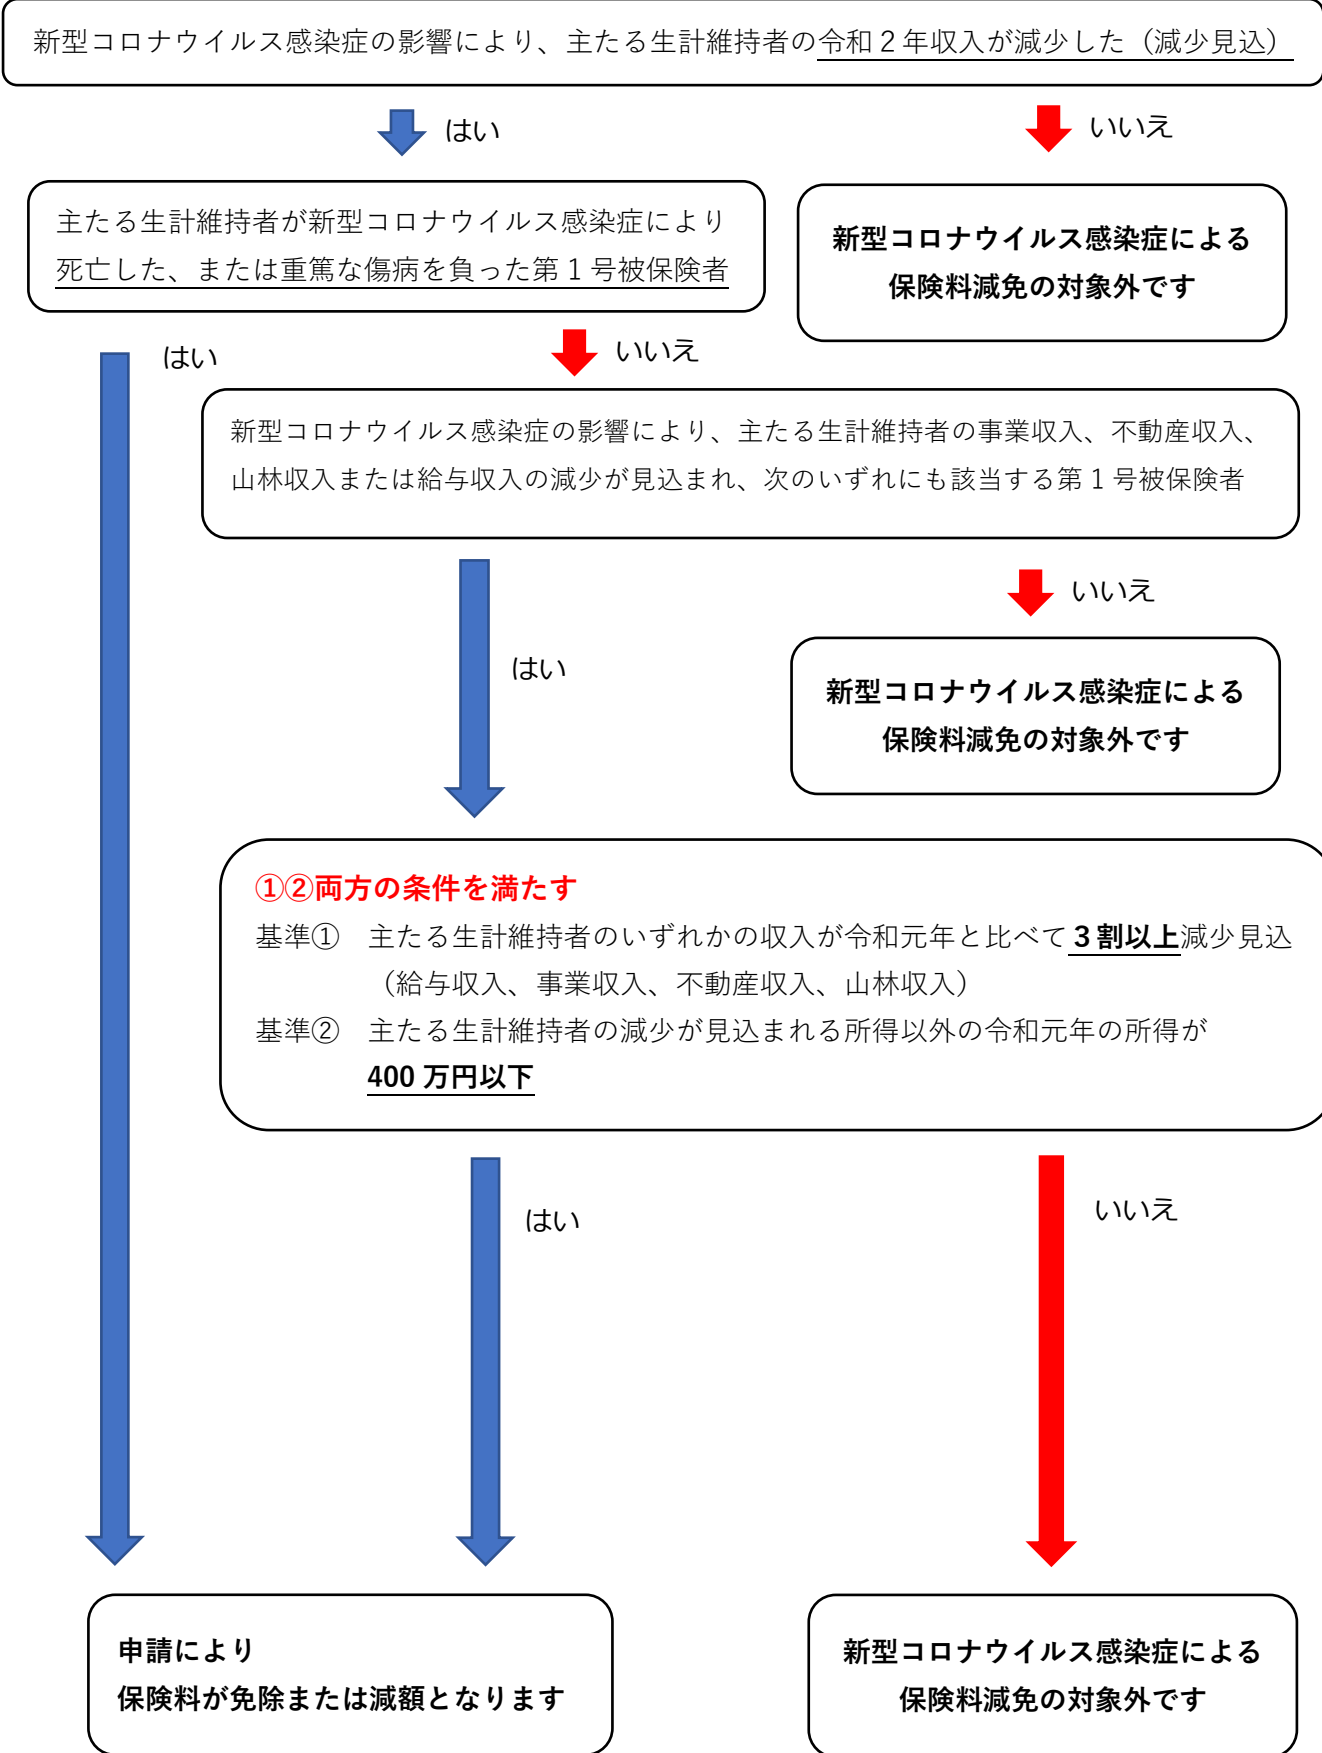 新型コロナウイルス感染症の影響により、主たる生計維持者の令和２年収入が減少した（減少見込）
はい
いいえ
主たる生計維持者が新型コロナウイルス感染症により
死亡した、または重篤な傷病を負った第１号被保険者
新型コロナウイルス感染症による
保険料減免の対象外です
はい
いいえ
新型コロナウイルス感染症の影響により、主たる生計維持者の事業収入、不動産収入、
山林収入または給与収入の減少が見込まれ、次のいずれにも該当する第１号被保険者
はい
いいえ
新型コロナウイルス感染症による
保険料減免の対象外です
①②両方の条件を満たす
基準①　主たる生計維持者のいずれかの収入が令和元年と比べて３割以上減少見込
（給与収入、事業収入、不動産収入、山林収入）
基準②　主たる生計維持者の減少が見込まれる所得以外の令和元年の所得が
400 万円以下
はい
いいえ
申請により
保険料が免除または減額となります
新型コロナウイルス感染症による
保険料減免の対象外です